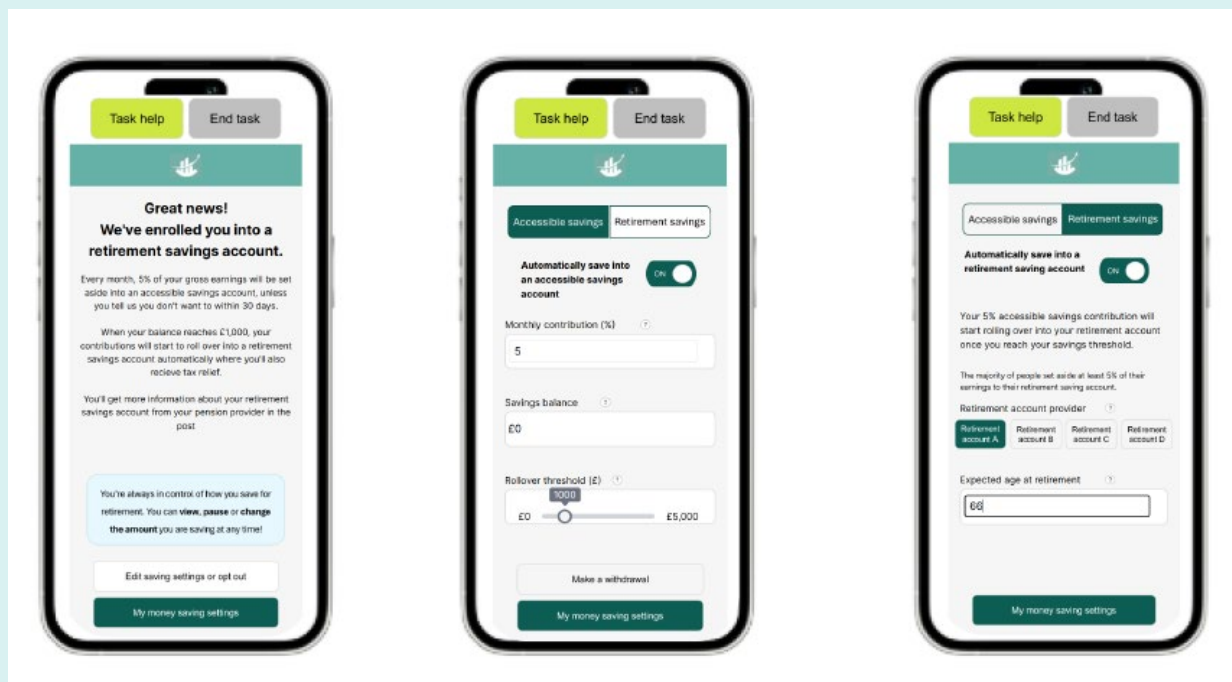 Task help
End task
Great news!
We've enrolled you into a
retirement savings account.
Every month, 5% of your gross earnings will be set
aside into an accessible savings account, unless
you tell us you don't want to within 30 days.
When your balance reaches £1,000, your
contributions will start to roll over into a retirement
savings account automatically where you'll also
recieve tax relief.
You'll get more information about your retirement
savings account from your pension provider in the
post
You're always in control of how you save for
retirement. You can view, pause or change
the amount you are saving at any time!
Edit saving settings or opt out
My money saving settings
Task help
End task
Accessible savings
Retirement savings
Automatically save into
an accessible savings
account
ON
Monthly contribution (%)
?
5
Savings balance
?
£0
Rollover threshold (£)
?
1000
£0
£5,000
Make a withdrawal
My money saving settings
Task help
End task
Accessible savings
Retirement savings
Automatically save into a
retirement saving account
ON
Your 5% accessible savings contribution will
start rolling over into your retirement account
once you reach your savings threshold.
The majority of people set aside at least 5% of their
earnings to their retirement saving account.
Retirement account provider
?
Retirement
account A
Retirement
account B
Retirement
account C
Retirement
account D
Expected age at retirement
?
66
My money saving settings